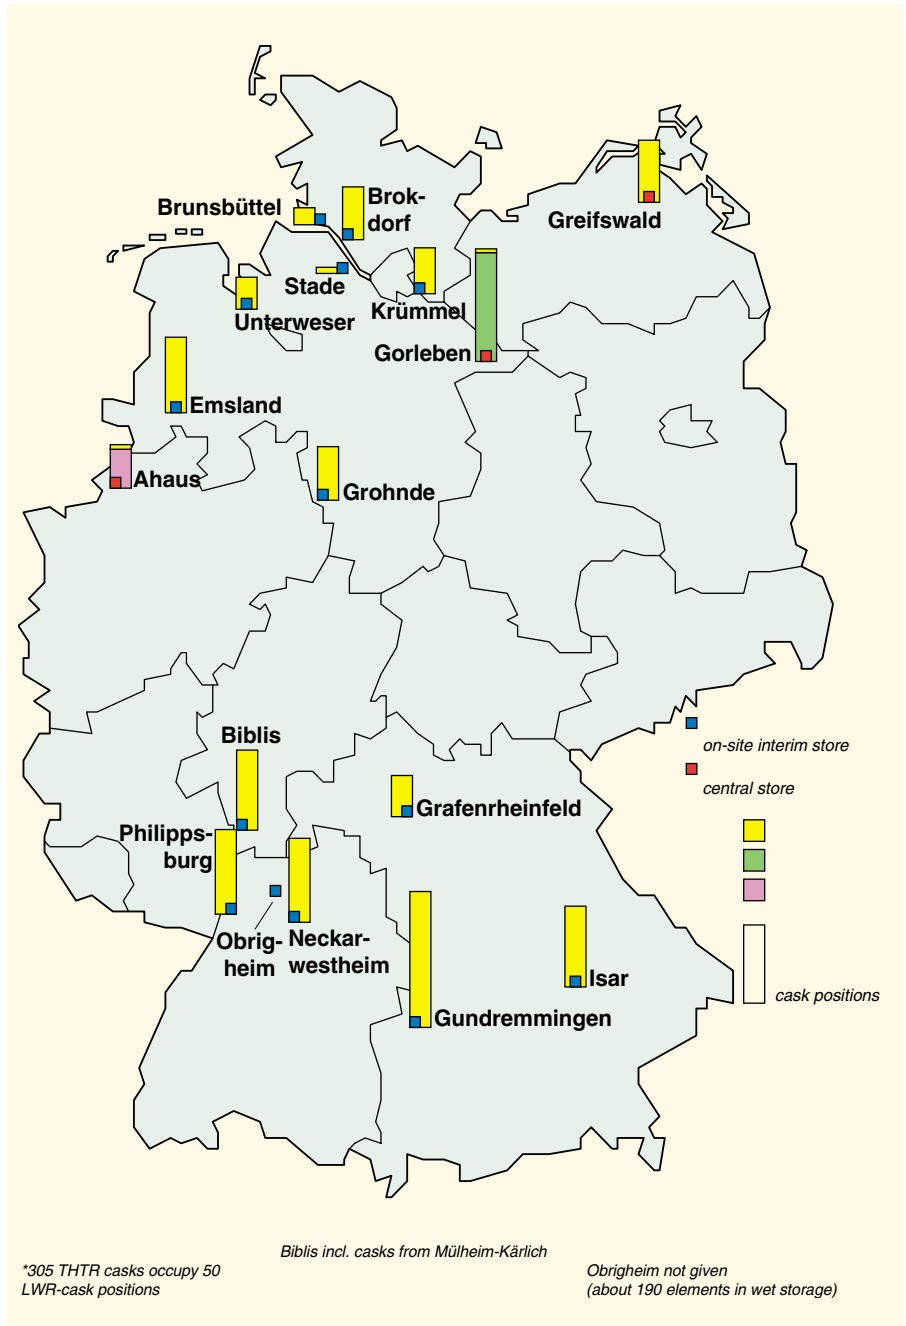 Brunsbüttel
Brok-
dorf
Greifswald
Stade
Krümmel
Unterweser
Gorleben
Emsland
Ahaus
Grohnde
Biblis
on-site interim store
central store
Grafenrheinfeld
Philipps-
burg
Obrig-
heim
Neckar-
westheim
Isar
cask positions
Gundremmingen
Biblis incl. casks from Mülheim-Kärlich
*305 THTR casks occupy 50
LWR-cask positions
Obrigheim not given
(about 190 elements in wet storage)